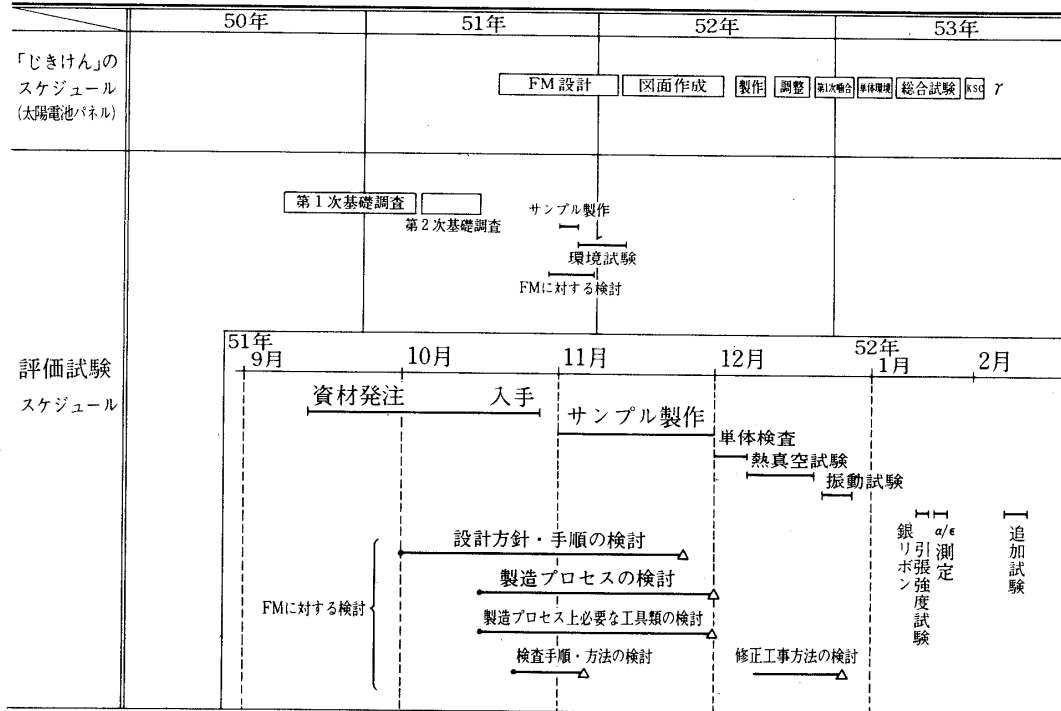 50年
51年
52年
53年
「じきけん」の
スケジュール
(太陽電池パネル)
FM設計
図面作成
製作
調整
第1次噛合
単体環境
総合試験
KSC
γ
第1次基礎調査
第2次基礎調査
サンプル製作
環境試験
FMに対する検討
評価試験
スケジュール
51年
9月
10月
11月
12月
52年
1月
2月
資材発注
入手
サンプル製作
単体検査
熱真空試験
振動試験
銀リボン
引張強度試験
α/ε
測定
追加試験
FMに対する検討
設計方針・手順の検討
製造プロセスの検討
製造プロセス上必要な工具類の検討
検査手順・方法の検討
修正工事方法の検討